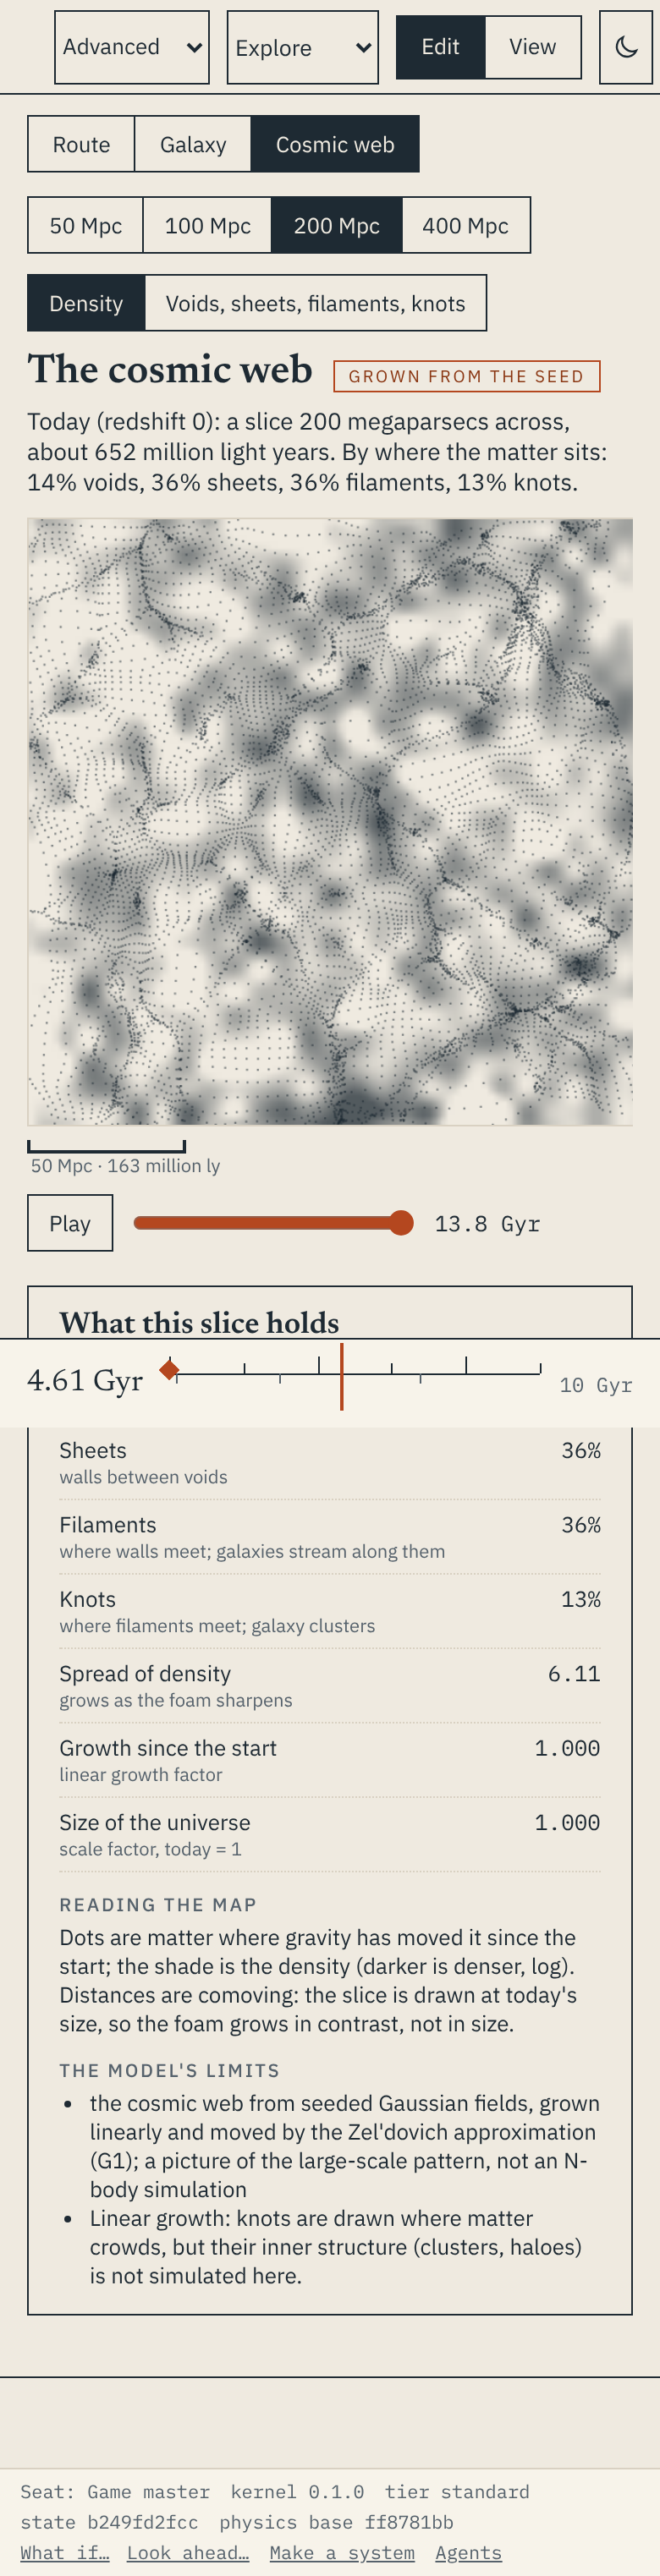 Advanced Explore Edit View
Route Galaxy Cosmic web
50 Mpc 100 Mpc 200 Mpc 400 Mpc
Density Voids, sheets, filaments, knots
The cosmic web GROWN FROM THE SEED
Today (redshift 0): a slice 200 megaparsecs across,
about 652 million light years. By where the matter sits:
14% voids, 36% sheets, 36% filaments, 13% knots.
50 Mpc · 163 million ly
Play 13.8 Gyr
What this slice holds
4.61 Gyr 10 Gyr
Sheets 36%
walls between voids
Filaments 36%
where walls meet; galaxies stream along them
Knots 13%
where filaments meet; galaxy clusters
Spread of density 6.11
grows as the foam sharpens
Growth since the start 1.000
linear growth factor
Size of the universe 1.000
scale factor, today = 1
READING THE MAP
Dots are matter where gravity has moved it since the
start; the shade is the density (darker is denser, log).
Distances are comoving: the slice is drawn at today's
size, so the foam grows in contrast, not in size.
THE MODEL'S LIMITS
• the cosmic web from seeded Gaussian fields, grown
linearly and moved by the Zel'dovich approximation
(G1); a picture of the large-scale pattern, not an N-
body simulation
• Linear growth: knots are drawn where matter
crowds, but their inner structure (clusters, haloes)
is not simulated here.
Seat: Game master kernel 0.1.0 tier standard
state b249fd2fcc physics base ff8781bb
What if… Look ahead… Make a system Agents